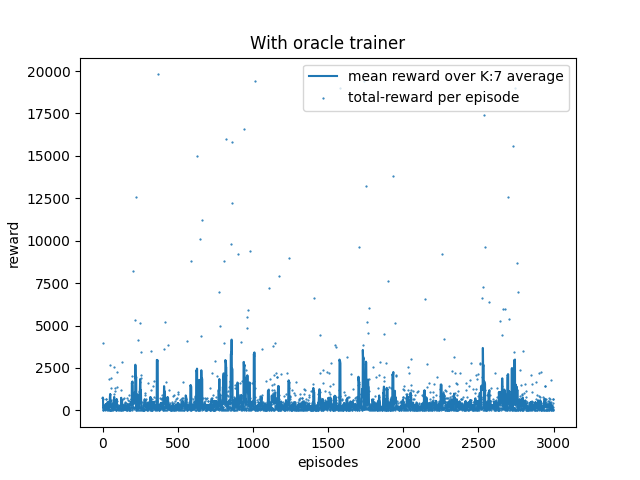 With oracle trainer
mean reward over K:7 average
total-reward per episode
20000
17500
15000
12500
10000
7500
5000
2500
0
reward
0 500 1000 1500 2000 2500 3000
episodes